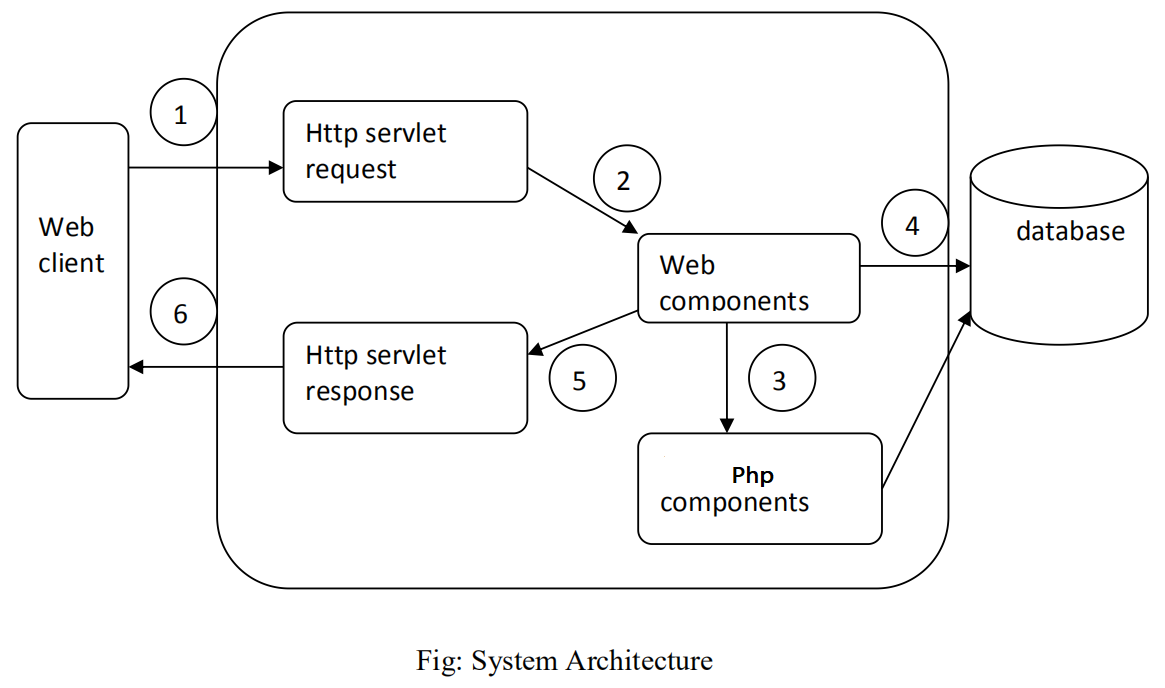 1
Http servlet
request
2
Web
client
4
database
Web
components
6
Http servlet
response
5
3
Php
components
Fig: System Architecture